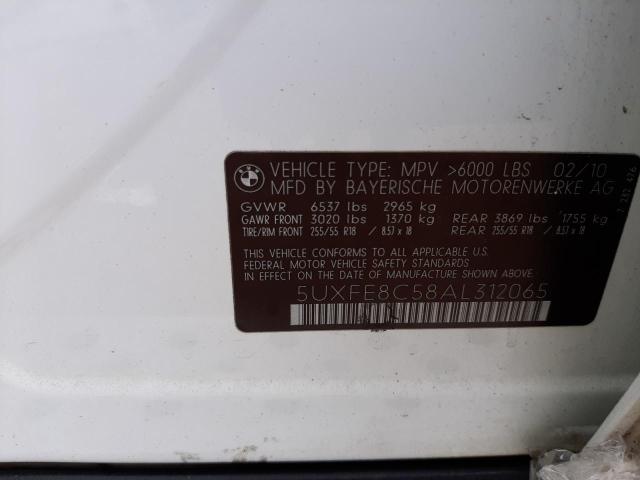 VEHICLE TYPE: MPV >6000 LBS 02/10
MFD BY BAYERISCHE MOTORENWERKE AG
GVWR 6537 lbs 2965 kg
GAWR FRONT 3020 lbs 1370 kg REAR 3869 lbs 1755 kg
TIRE/RIM FRONT 255/55 R18 / 8.5J x 18 REAR 255/55 R18 / 8.5J x 18
THIS VEHICLE CONFORMS TO ALL APPLICABLE U.S.
FEDERAL MOTOR VEHICLE SAFETY STANDARDS
IN EFFECT ON THE DATE OF MANUFACTURE SHOWN ABOVE.
5UXFE8C58AL312065